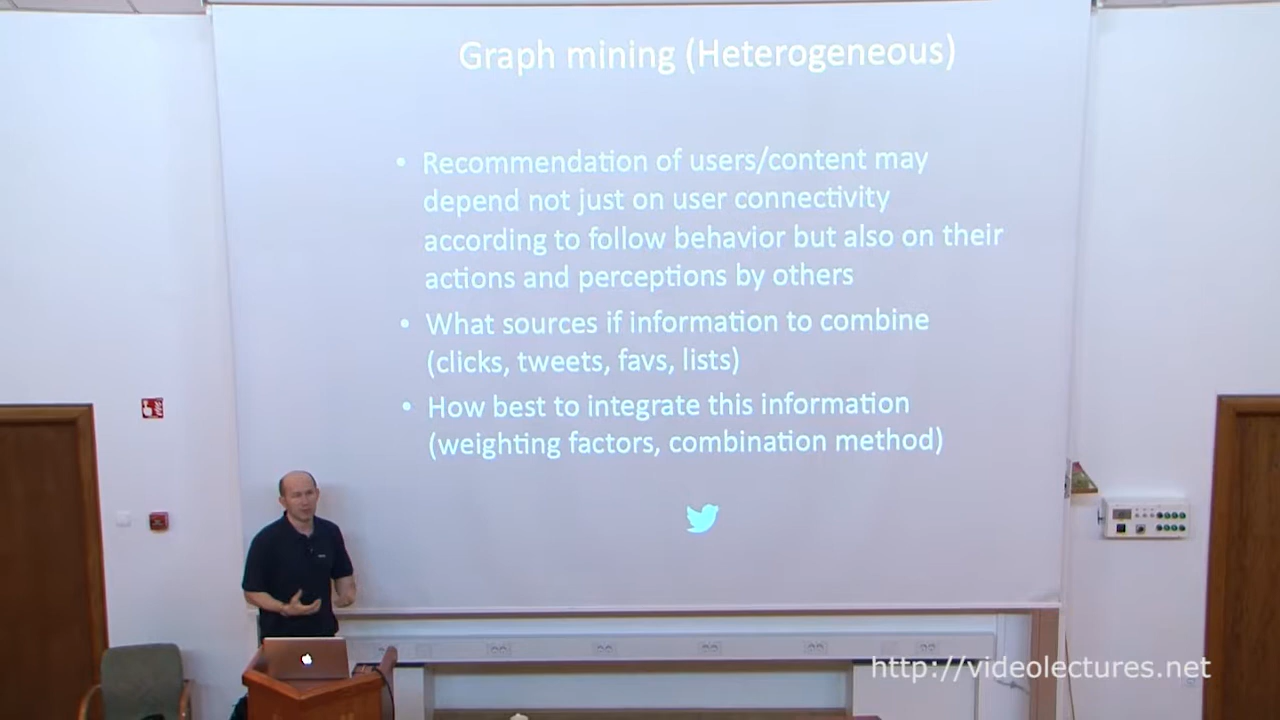 Graph mining (Heterogeneous)
• Recommendation of users/content may
depend not just on user connectivity
according to follow behavior but also on their
actions and perceptions by others
• What sources if information to combine
(clicks, tweets, favs, lists)
• How best to integrate this information
(weighting factors, combination method)
http://videolectures.net